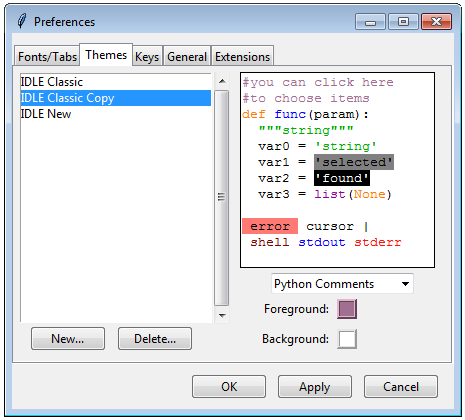 Preferences
Fonts/Tabs Themes Keys General Extensions
IDLE Classic
IDLE Classic Copy
IDLE New
#you can click here
#to choose items
def func(param):
  """string"""
  var0 = 'string'
  var1 = 'selected'
  var2 = 'found'
  var3 = list(None)
 error  cursor |
 shell stdout stderr
Python Comments
Foreground:
Background:
New... Delete...
OK Apply Cancel